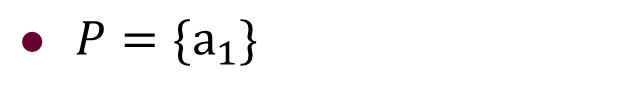 • P = {a₁}